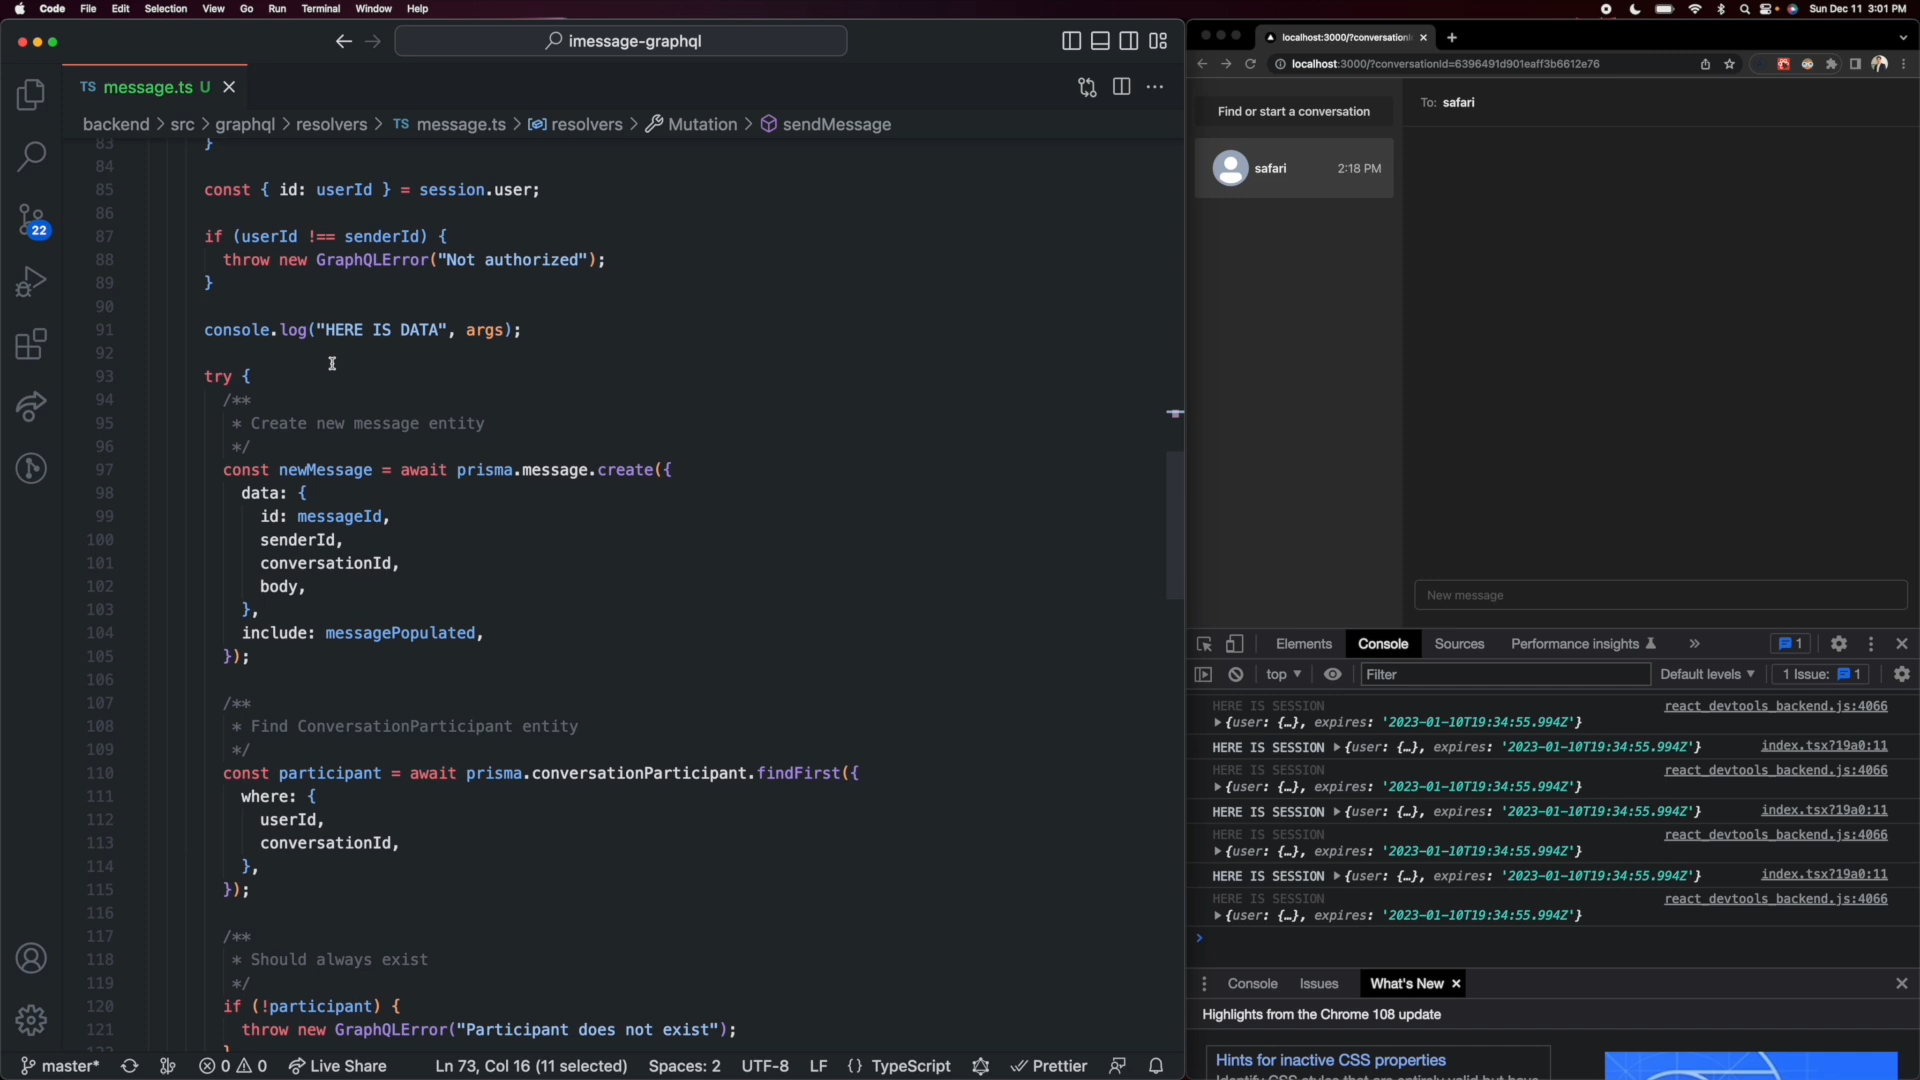 Code File Edit Selection View Go Run Terminal Window Help
Sun Dec 11 3:01 PM
imessage-graphql
TS message.ts U
backend > src > graphql > resolvers > TS message.ts > resolvers > Mutation > sendMessage
83 }
84
85 const { id: userId } = session.user;
86
87 if (userId !== senderId) {
88 throw new GraphQLError("Not authorized");
89 }
90
91 console.log("HERE IS DATA", args);
92
93 try {
94 /**
95 * Create new message entity
96 */
97 const newMessage = await prisma.message.create({
98 data: {
99 id: messageId,
100 senderId,
101 conversationId,
102 body,
103 },
104 include: messagePopulated,
105 });
106
107 /**
108 * Find ConversationParticipant entity
109 */
110 const participant = await prisma.conversationParticipant.findFirst({
111 where: {
112 userId,
113 conversationId,
114 },
115 });
116
117 /**
118 * Should always exist
119 */
120 if (!participant) {
121 throw new GraphQLError("Participant does not exist");
22
master*
0 0
Live Share
Ln 73, Col 16 (11 selected)
Spaces: 2
UTF-8
LF
{} TypeScript
Prettier
localhost:3000/?conversationI
localhost:3000/?conversationId=6396491d901eaff3b6612e76
Find or start a conversation
To: safari
safari 2:18 PM
New message
Elements Console Sources Performance insights » 1
top Filter Default levels 1 Issue: 1
HERE IS SESSION react_devtools_backend.js:4066
{user: {…}, expires: '2023-01-10T19:34:55.994Z'}
HERE IS SESSION {user: {…}, expires: '2023-01-10T19:34:55.994Z'} index.tsx?19a0:11
HERE IS SESSION react_devtools_backend.js:4066
{user: {…}, expires: '2023-01-10T19:34:55.994Z'}
HERE IS SESSION {user: {…}, expires: '2023-01-10T19:34:55.994Z'} index.tsx?19a0:11
HERE IS SESSION react_devtools_backend.js:4066
{user: {…}, expires: '2023-01-10T19:34:55.994Z'}
HERE IS SESSION {user: {…}, expires: '2023-01-10T19:34:55.994Z'} index.tsx?19a0:11
HERE IS SESSION react_devtools_backend.js:4066
{user: {…}, expires: '2023-01-10T19:34:55.994Z'}
>
Console Issues What's New
Highlights from the Chrome 108 update
Hints for inactive CSS properties